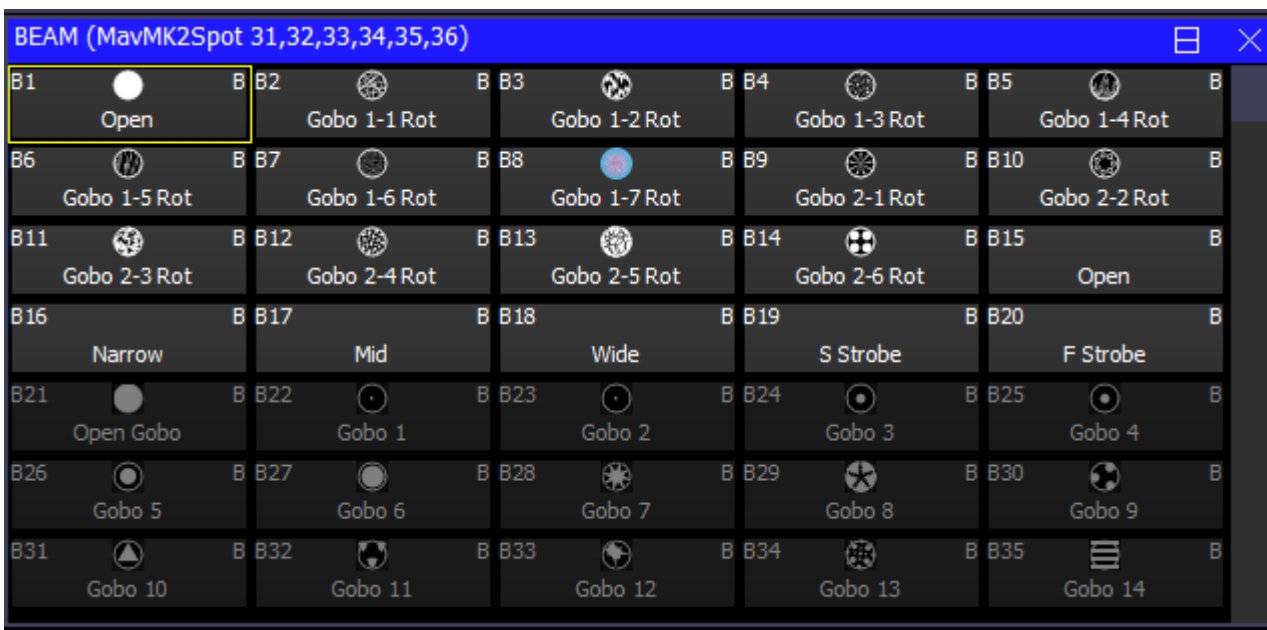 BEAM (MavMK2Spot 31,32,33,34,35,36)
B1 B B2 B B3 B B4 B B5 B
Open Gobo 1-1 Rot Gobo 1-2 Rot Gobo 1-3 Rot Gobo 1-4 Rot
B6 B B7 B B8 B B9 B B10 B
Gobo 1-5 Rot Gobo 1-6 Rot Gobo 1-7 Rot Gobo 2-1 Rot Gobo 2-2 Rot
B11 B B12 B B13 B B14 B B15 B
Gobo 2-3 Rot Gobo 2-4 Rot Gobo 2-5 Rot Gobo 2-6 Rot Open
B16 B B17 B B18 B B19 B B20 B
Narrow Mid Wide S Strobe F Strobe
B21 B B22 B B23 B B24 B B25 B
Open Gobo Gobo 1 Gobo 2 Gobo 3 Gobo 4
B26 B B27 B B28 B B29 B B30 B
Gobo 5 Gobo 6 Gobo 7 Gobo 8 Gobo 9
B31 B B32 B B33 B B34 B B35 B
Gobo 10 Gobo 11 Gobo 12 Gobo 13 Gobo 14